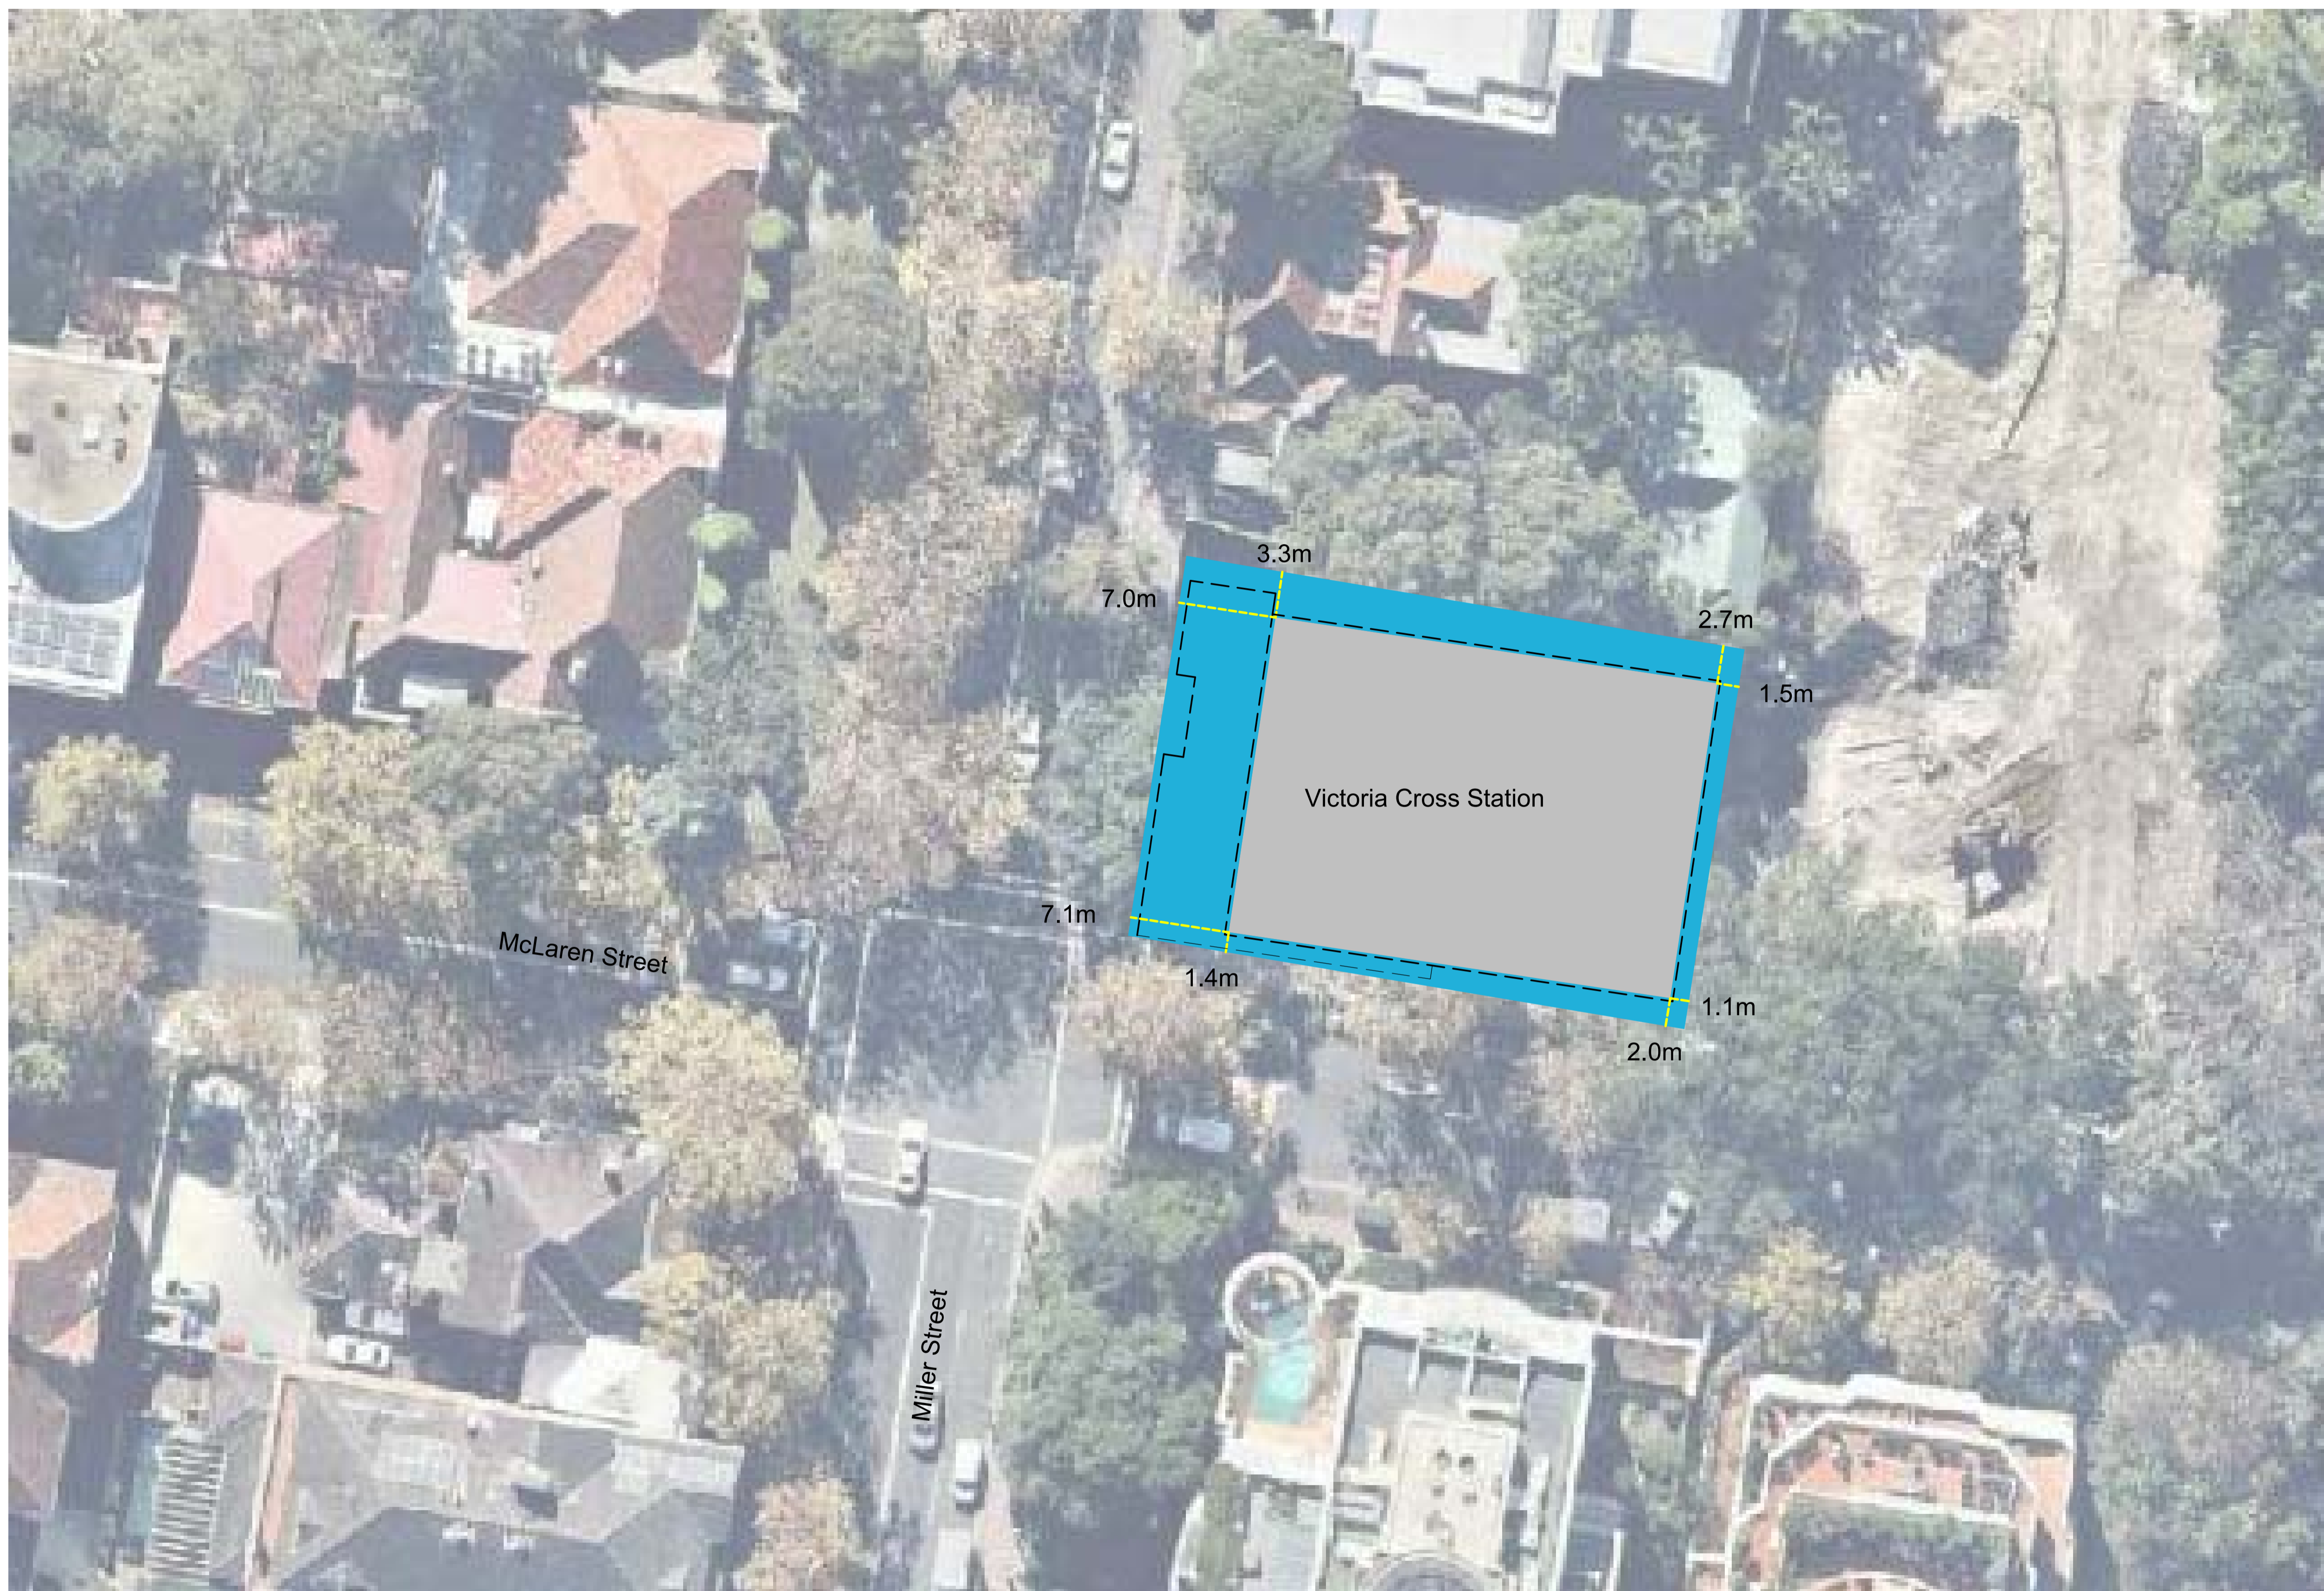 3.3m
7.0m
2.7m
1.5m
Victoria Cross Station
7.1m
McLaren Street
1.4m
1.1m
2.0m
Miller Street